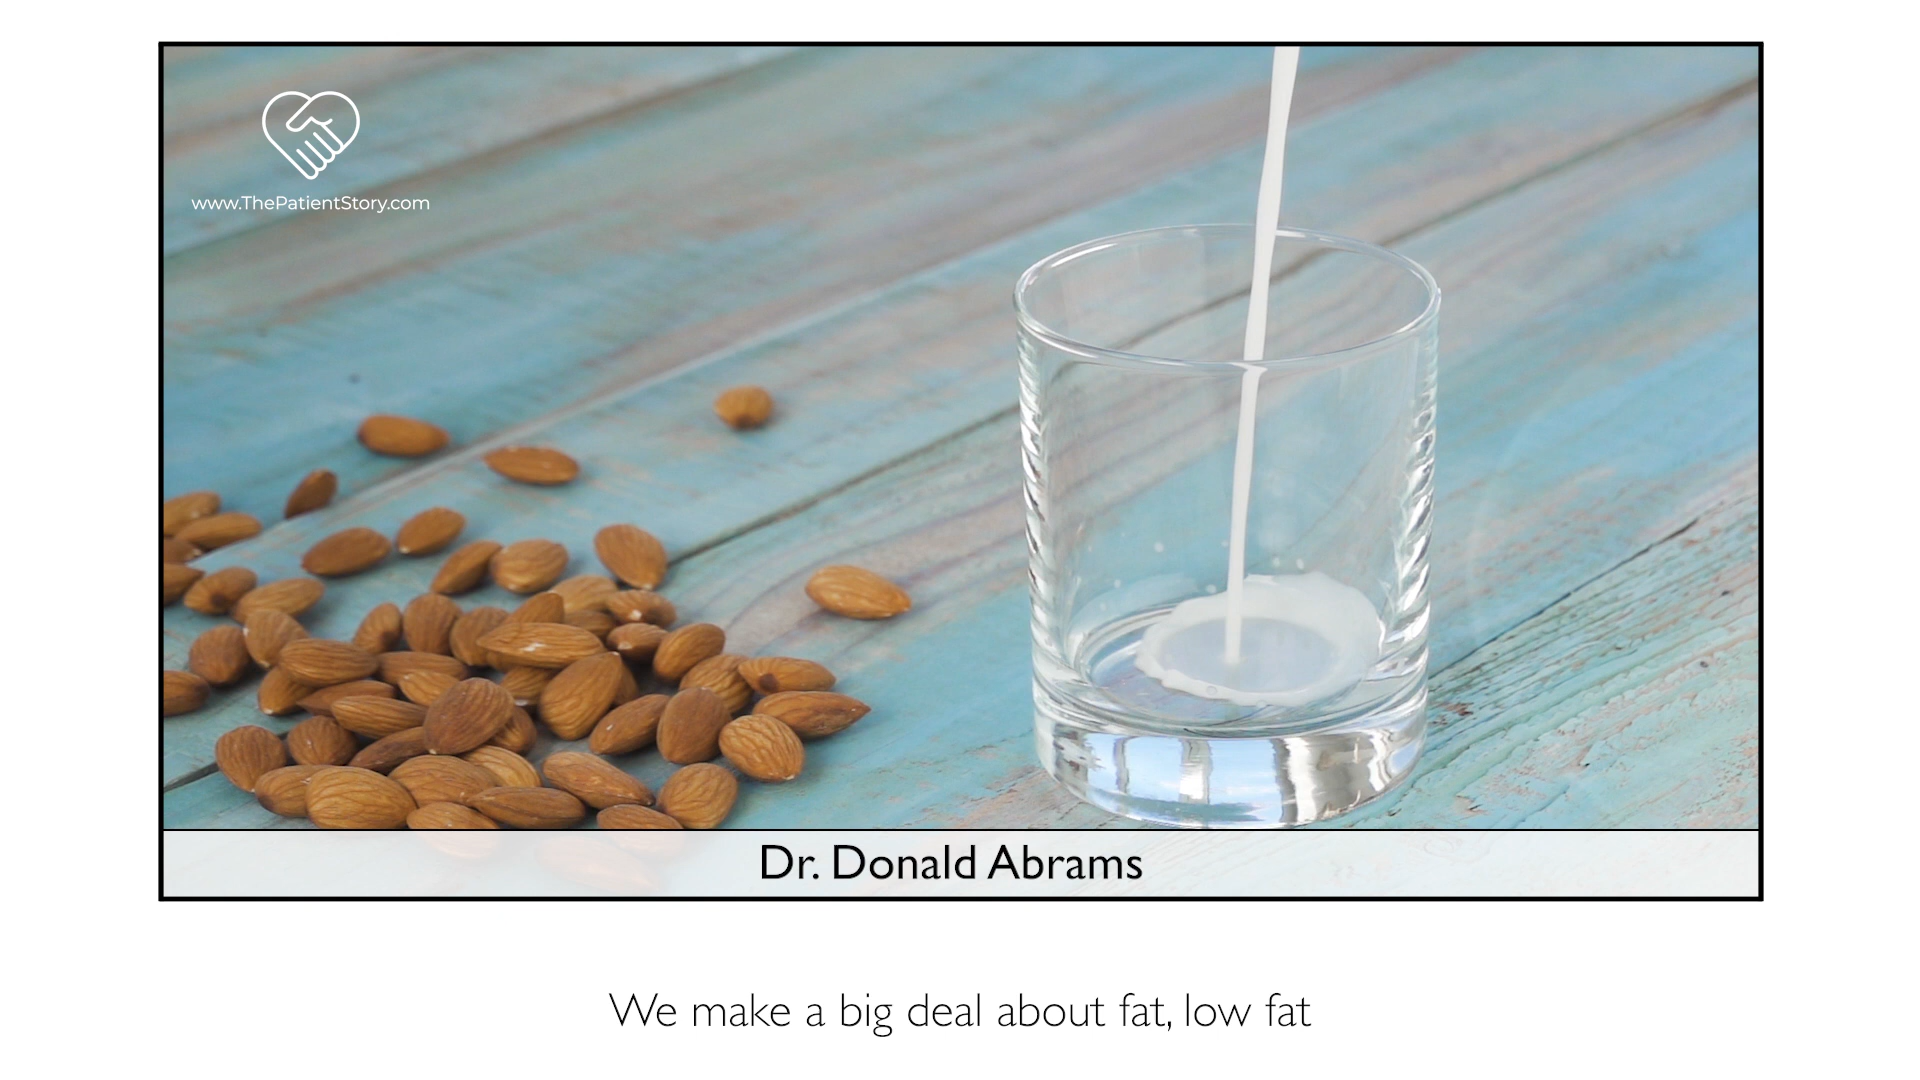 www.ThePatientStory.com
Dr. Donald Abrams
We make a big deal about fat, low fat